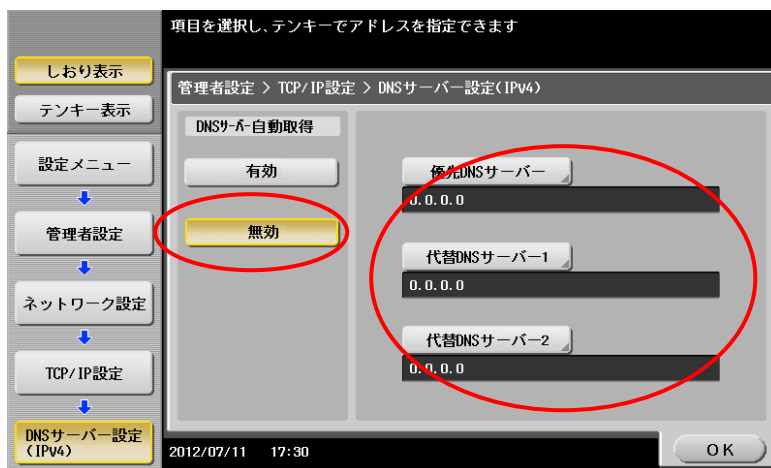 項目を選択し、テンキーでアドレスを指定できます
しおり表示
テンキー表示
設定メニュー
管理者設定
ネットワーク設定
TCP/IP設定
DNSサーバー設定
(IPv4)
管理者設定 > TCP/IP設定 > DNSサーバー設定(IPv4)
DNSｻｰﾊﾞｰ自動取得
有効
無効
優先DNSサーバー
0.0.0.0
代替DNSサーバー1
0.0.0.0
代替DNSサーバー2
0.0.0.0
2012/07/11 17:30
OK